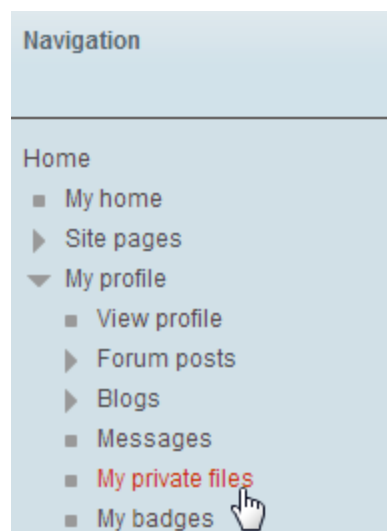 Navigation
Home
My home
Site pages
My profile
View profile
Forum posts
Blogs
Messages
My private files
My badges